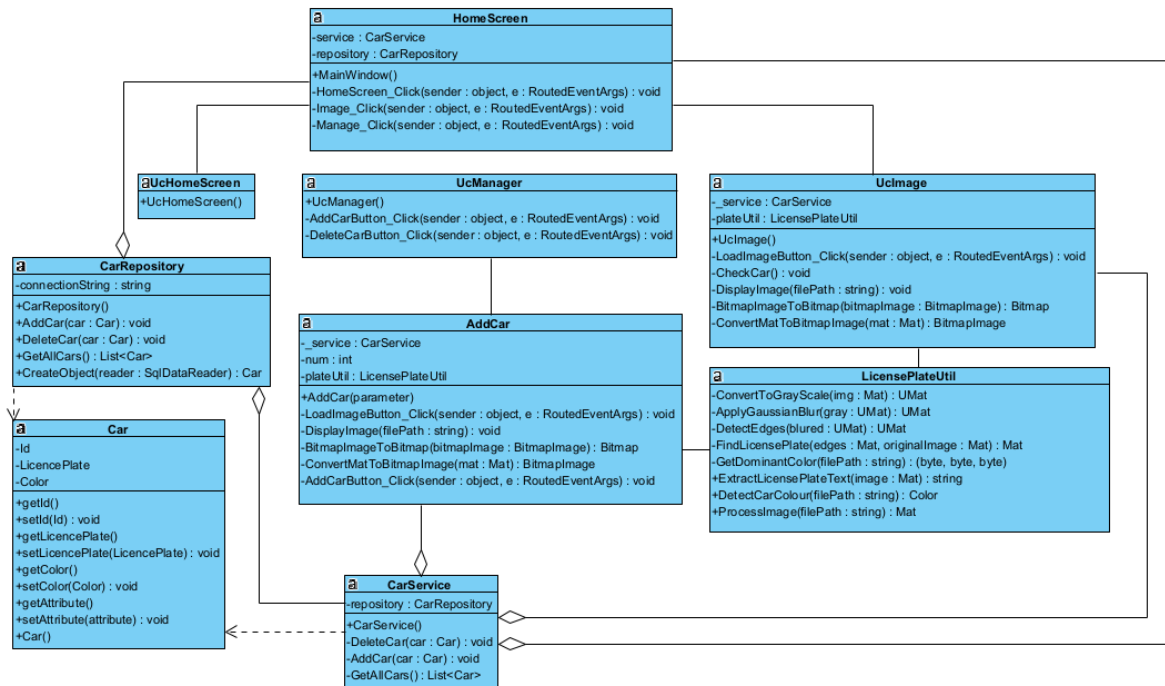 a
HomeScreen
-service : CarService
-repository : CarRepository
+MainWindow()
-HomeScreen_Click(sender : object, e : RoutedEventArgs) : void
-Image_Click(sender : object, e : RoutedEventArgs) : void
-Manage_Click(sender : object, e : RoutedEventArgs) : void
a
UcHomeScreen
+UcHomeScreen()
a
UcManager
+UcManager()
-AddCarButton_Click(sender : object, e : RoutedEventArgs) : void
-DeleteCarButton_Click(sender : object, e : RoutedEventArgs) : void
a
UcImage
-_service : CarService
-plateUtil : LicensePlateUtil
+UcImage()
-LoadImageButton_Click(sender : object, e : RoutedEventArgs) : void
-CheckCar() : void
-DisplayImage(filePath : string) : void
-BitmapImageToBitmap(bitmapImage : BitmapImage) : Bitmap
-ConvertMatToBitmapImage(mat : Mat) : BitmapImage
a
CarRepository
-connectionString : string
+CarRepository()
+AddCar(car : Car) : void
+DeleteCar(car : Car) : void
+GetAllCars() : List<Car>
+CreateObject(reader : SqlDataReader) : Car
a
AddCar
-_service : CarService
-num : int
-plateUtil : LicensePlateUtil
+AddCar(parameter)
-LoadImageButton_Click(sender : object, e : RoutedEventArgs) : void
-DisplayImage(filePath : string) : void
-BitmapImageToBitmap(bitmapImage : BitmapImage) : Bitmap
-ConvertMatToBitmapImage(mat : Mat) : BitmapImage
-AddCarButton_Click(sender : object, e : RoutedEventArgs) : void
a
LicensePlateUtil
-ConvertToGrayScale(img : Mat) : UMat
-ApplyGaussianBlur(gray : UMat) : UMat
-DetectEdges(blured : UMat) : UMat
-FindLicensePlate(edges : Mat, originalImage : Mat) : Mat
-GetDominantColor(filePath : string) : (byte, byte, byte)
+ExtractLicensePlateText(image : Mat) : string
+DetectCarColour(filePath : string) : Color
+ProcessImage(filePath : string) : Mat
a
Car
-Id
-LicencePlate
-Color
+getId()
+setId(Id) : void
+getLicencePlate()
+setLicencePlate(LicencePlate) : void
+getColor()
+setColor(Color) : void
+getAttribute()
+setAttribute(attribute) : void
+Car()
a
CarService
-repository : CarRepository
+CarService()
-DeleteCar(car : Car) : void
-AddCar(car : Car) : void
-GetAllCars() : List<Car>